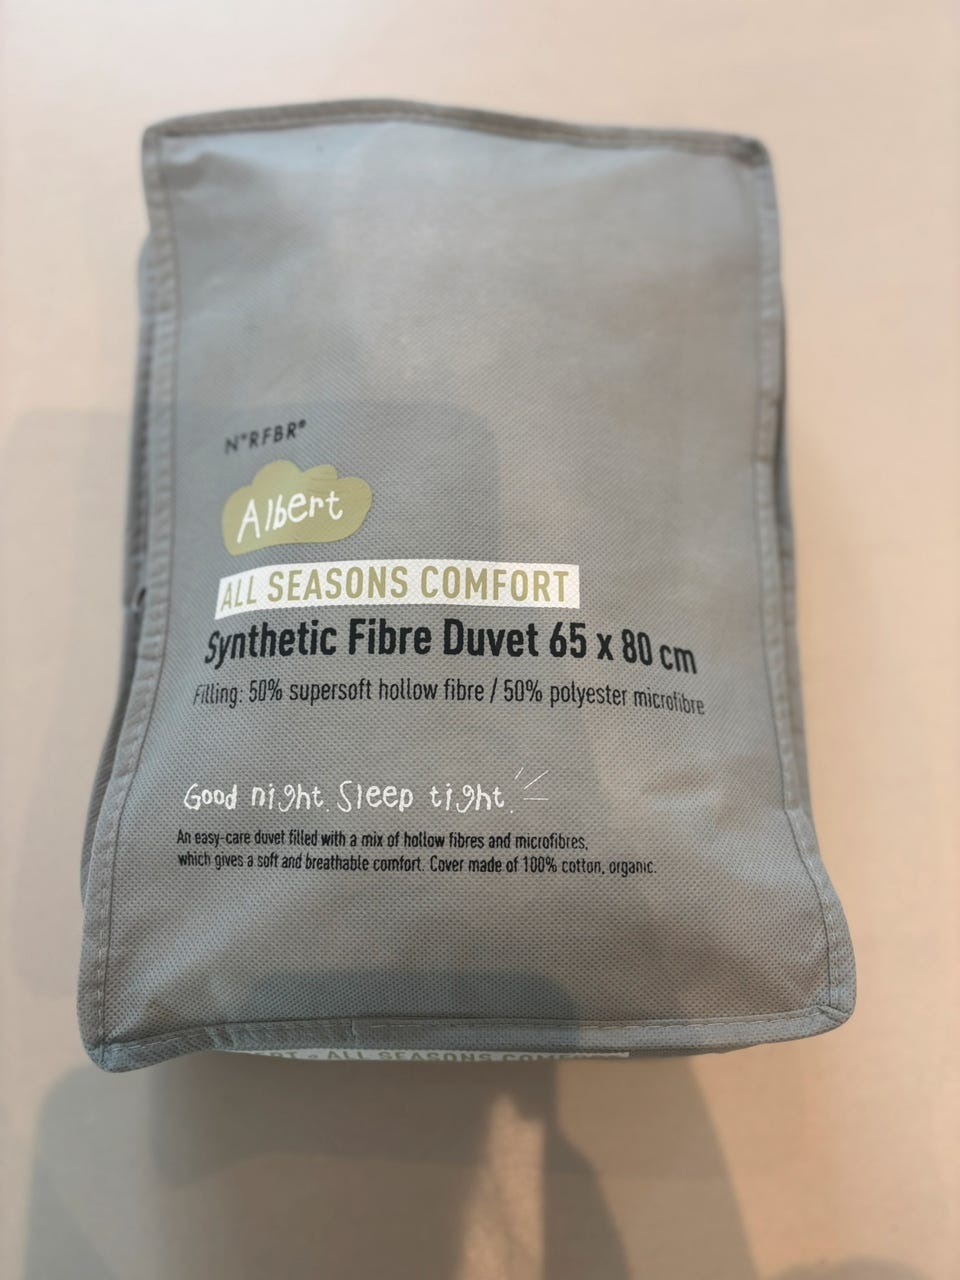 N°RFBR®
Albert
ALL SEASONS COMFORT
Synthetic Fibre Duvet 65 x 80 cm
Filling: 50% supersoft hollow fibre / 50% polyester microfibre
Good night. Sleep tight.
An easy-care duvet filled with a mix of hollow fibres and microfibres,
which gives a soft and breathable comfort. Cover made of 100% cotton, organic.
ALL SEASONS